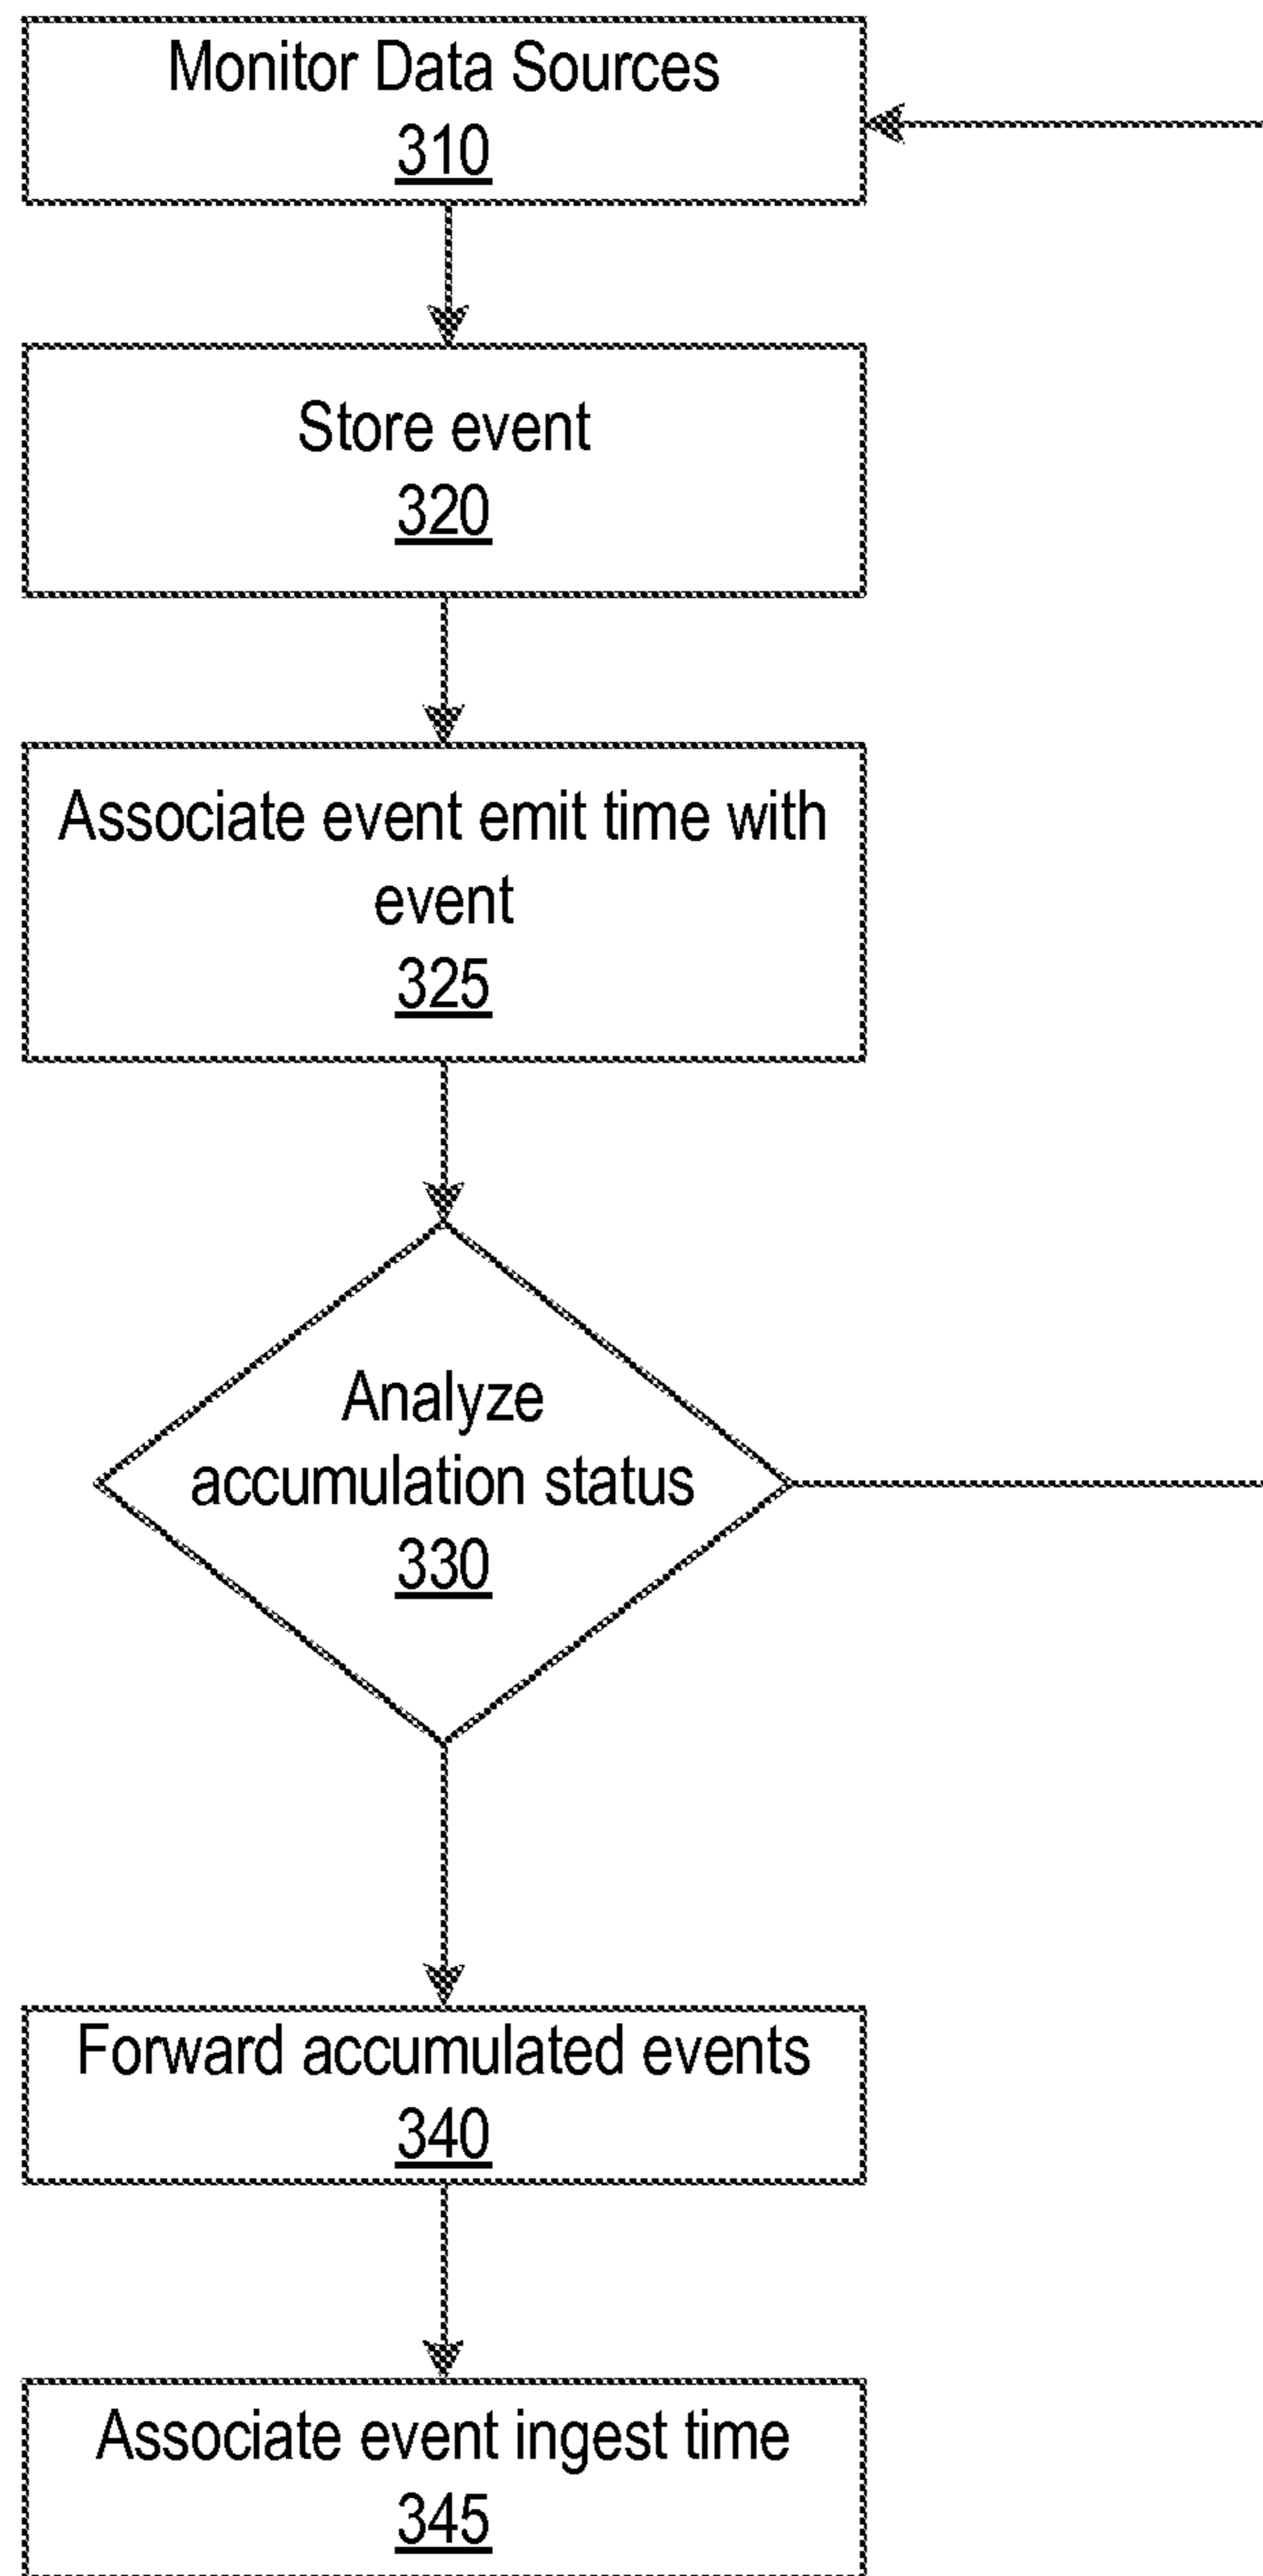 Monitor Data Sources
310
Store event
320
Associate event emit time with
event
325
Analyze
accumulation status
330
Forward accumulated events
340
Associate event ingest time
345